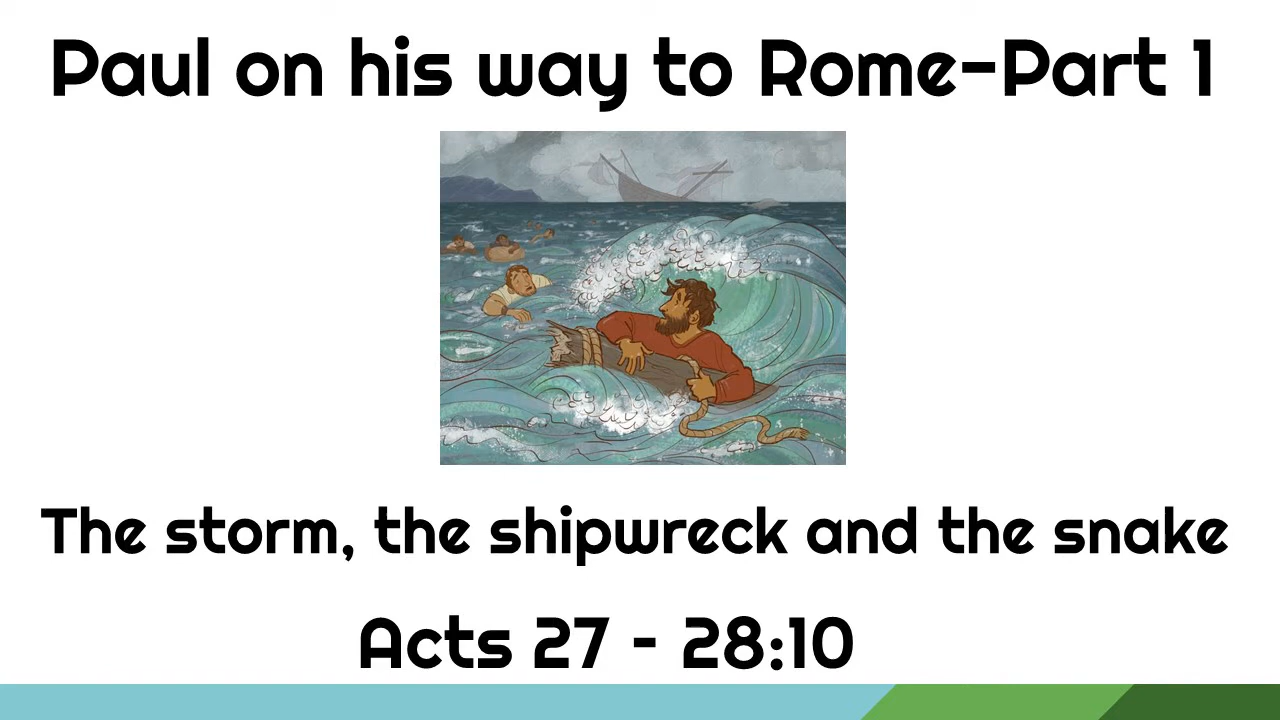 Paul on his way to Rome-Part 1
The storm, the shipwreck and the snake
Acts 27 - 28:10